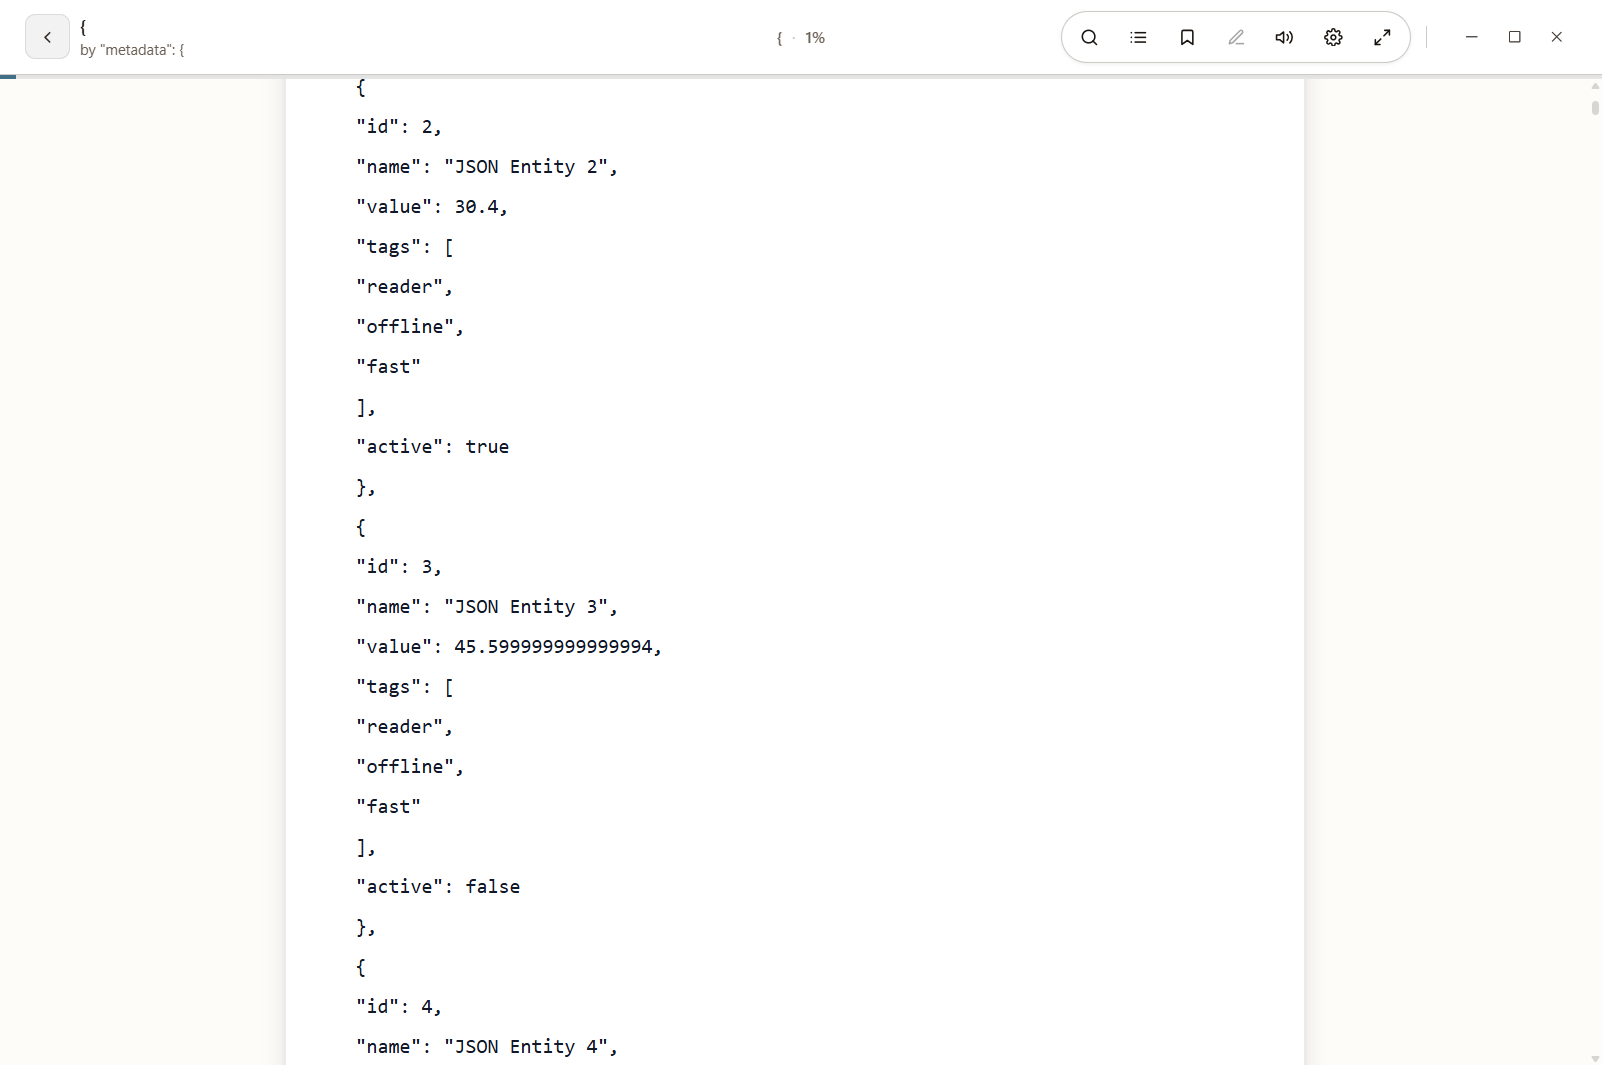 {
by "metadata": {
{ · 1%
{
"id": 2,
"name": "JSON Entity 2",
"value": 30.4,
"tags": [
"reader",
"offline",
"fast"
],
"active": true
},
{
"id": 3,
"name": "JSON Entity 3",
"value": 45.599999999999994,
"tags": [
"reader",
"offline",
"fast"
],
"active": false
},
{
"id": 4,
"name": "JSON Entity 4",